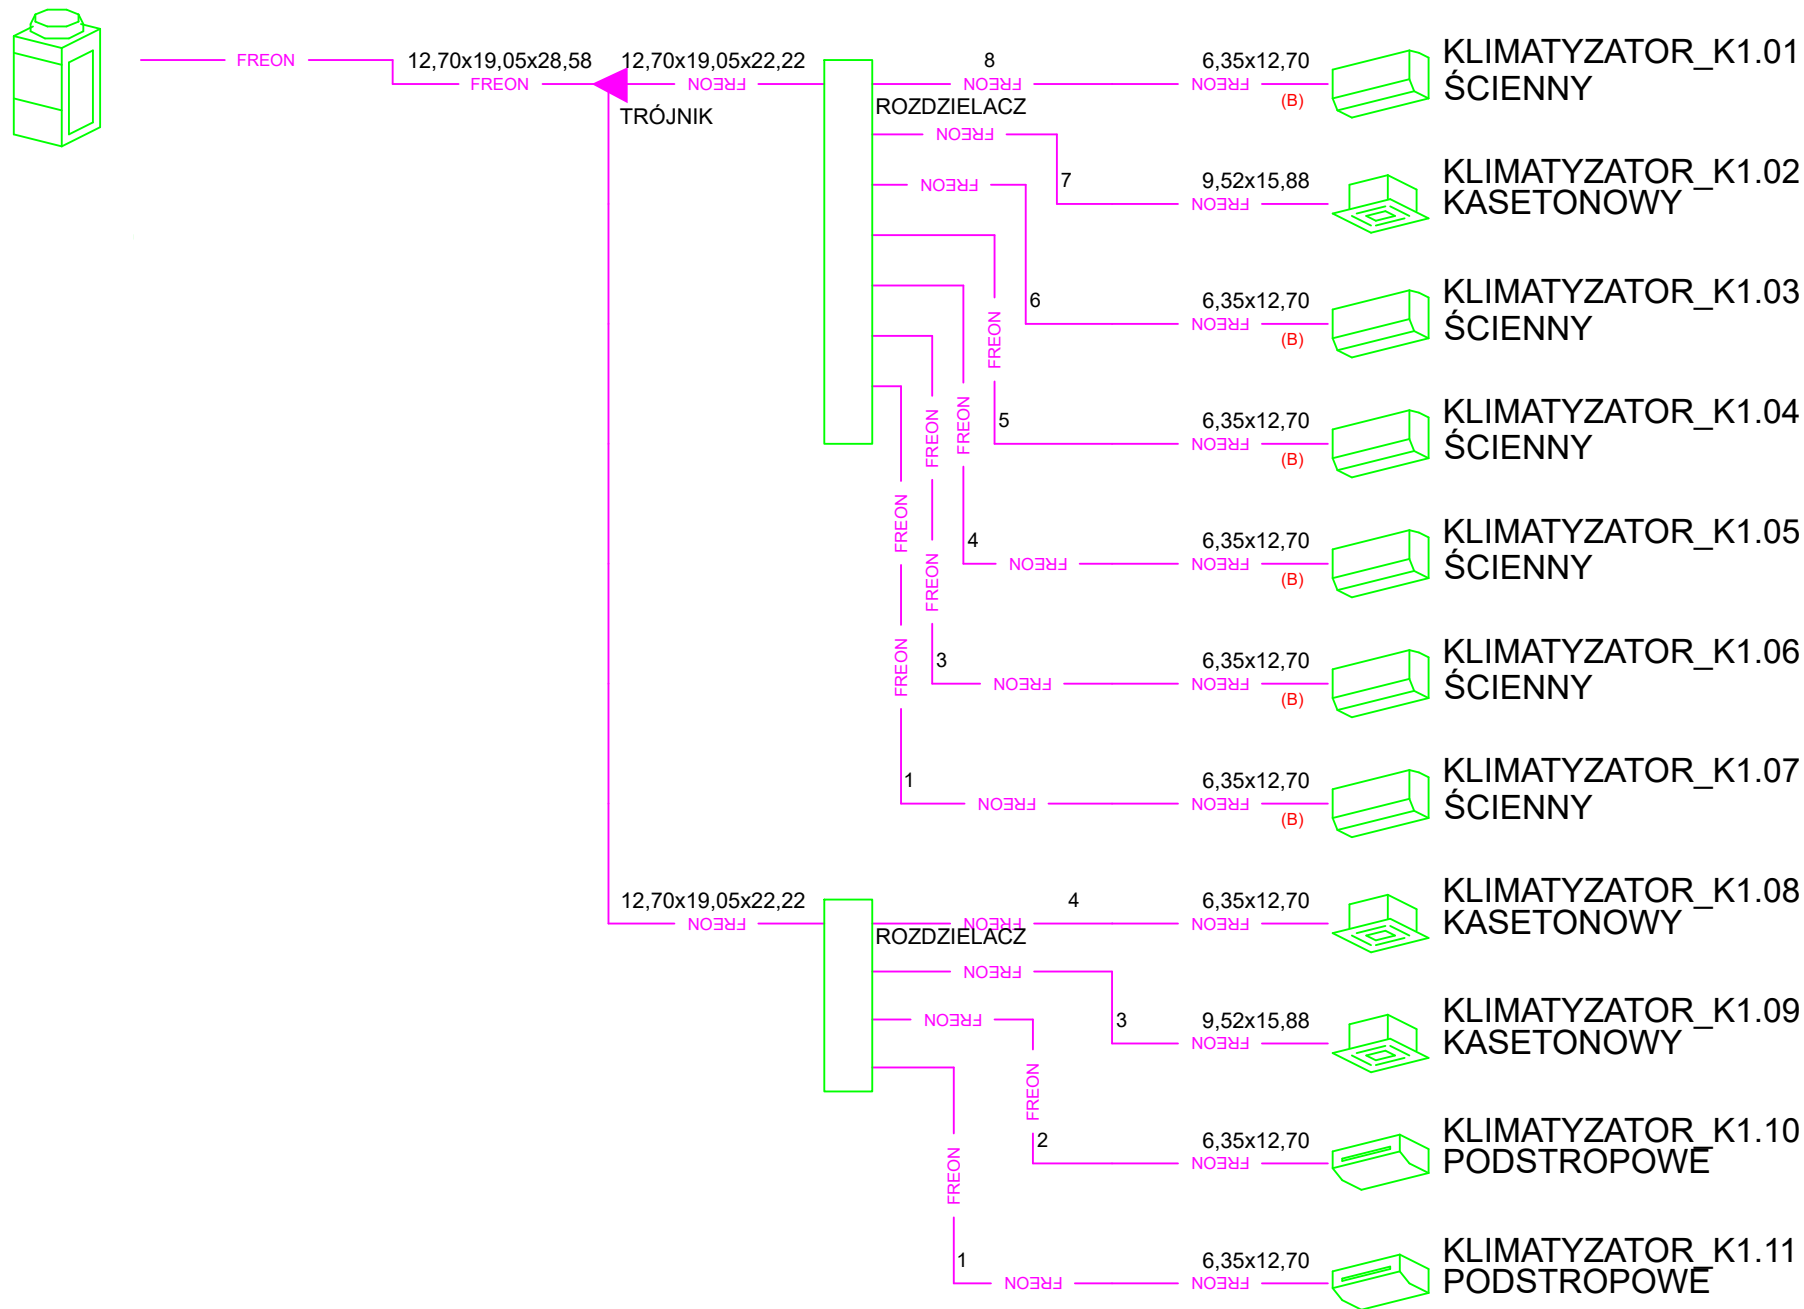 FREON
12,70x19,05x28,58
FREON
12,70x19,05x22,22
FREON
TRÓJNIK
ROZDZIELACZ
8
FREON
6,35x12,70
FREON
(B)
KLIMATYZATOR_K1.01
ŚCIENNY
FREON
7
9,52x15,88
FREON
KLIMATYZATOR_K1.02
KASETONOWY
FREON
6
6,35x12,70
FREON
(B)
KLIMATYZATOR_K1.03
ŚCIENNY
FREON
5
6,35x12,70
FREON
(B)
KLIMATYZATOR_K1.04
ŚCIENNY
FREON
4
FREON
6,35x12,70
FREON
(B)
KLIMATYZATOR_K1.05
ŚCIENNY
FREON
FREON
3
FREON
6,35x12,70
FREON
(B)
KLIMATYZATOR_K1.06
ŚCIENNY
FREON
FREON
1
FREON
6,35x12,70
FREON
(B)
KLIMATYZATOR_K1.07
ŚCIENNY
12,70x19,05x22,22
FREON
ROZDZIELACZ
4
FREON
6,35x12,70
FREON
KLIMATYZATOR_K1.08
KASETONOWY
FREON
3
9,52x15,88
FREON
KLIMATYZATOR_K1.09
KASETONOWY
FREON
FREON
2
6,35x12,70
FREON
KLIMATYZATOR_K1.10
PODSTROPOWE
FREON
1
FREON
6,35x12,70
FREON
KLIMATYZATOR_K1.11
PODSTROPOWE